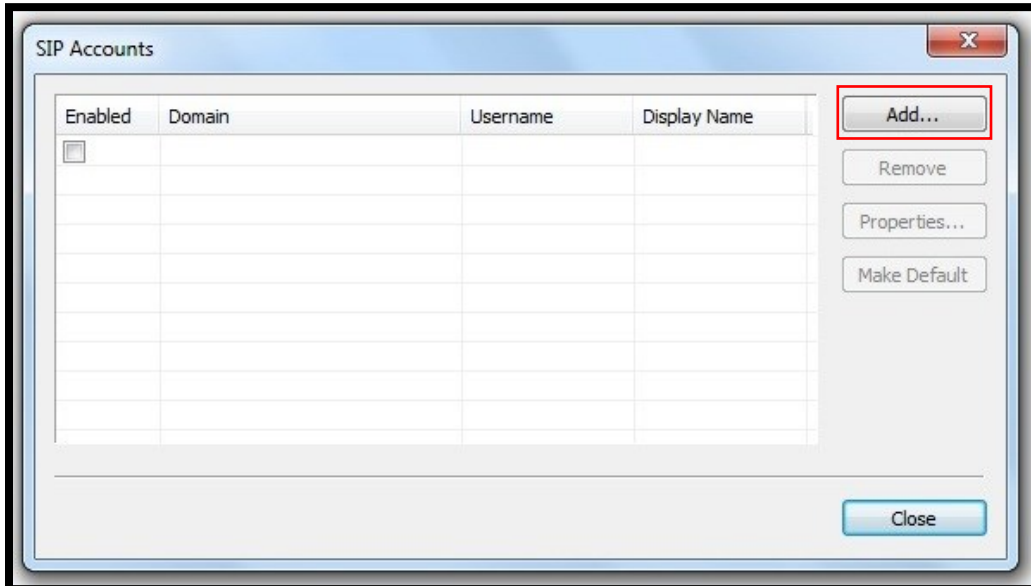 SIP Accounts
Enabled Domain Username Display Name
Add...
Remove
Properties...
Make Default
Close